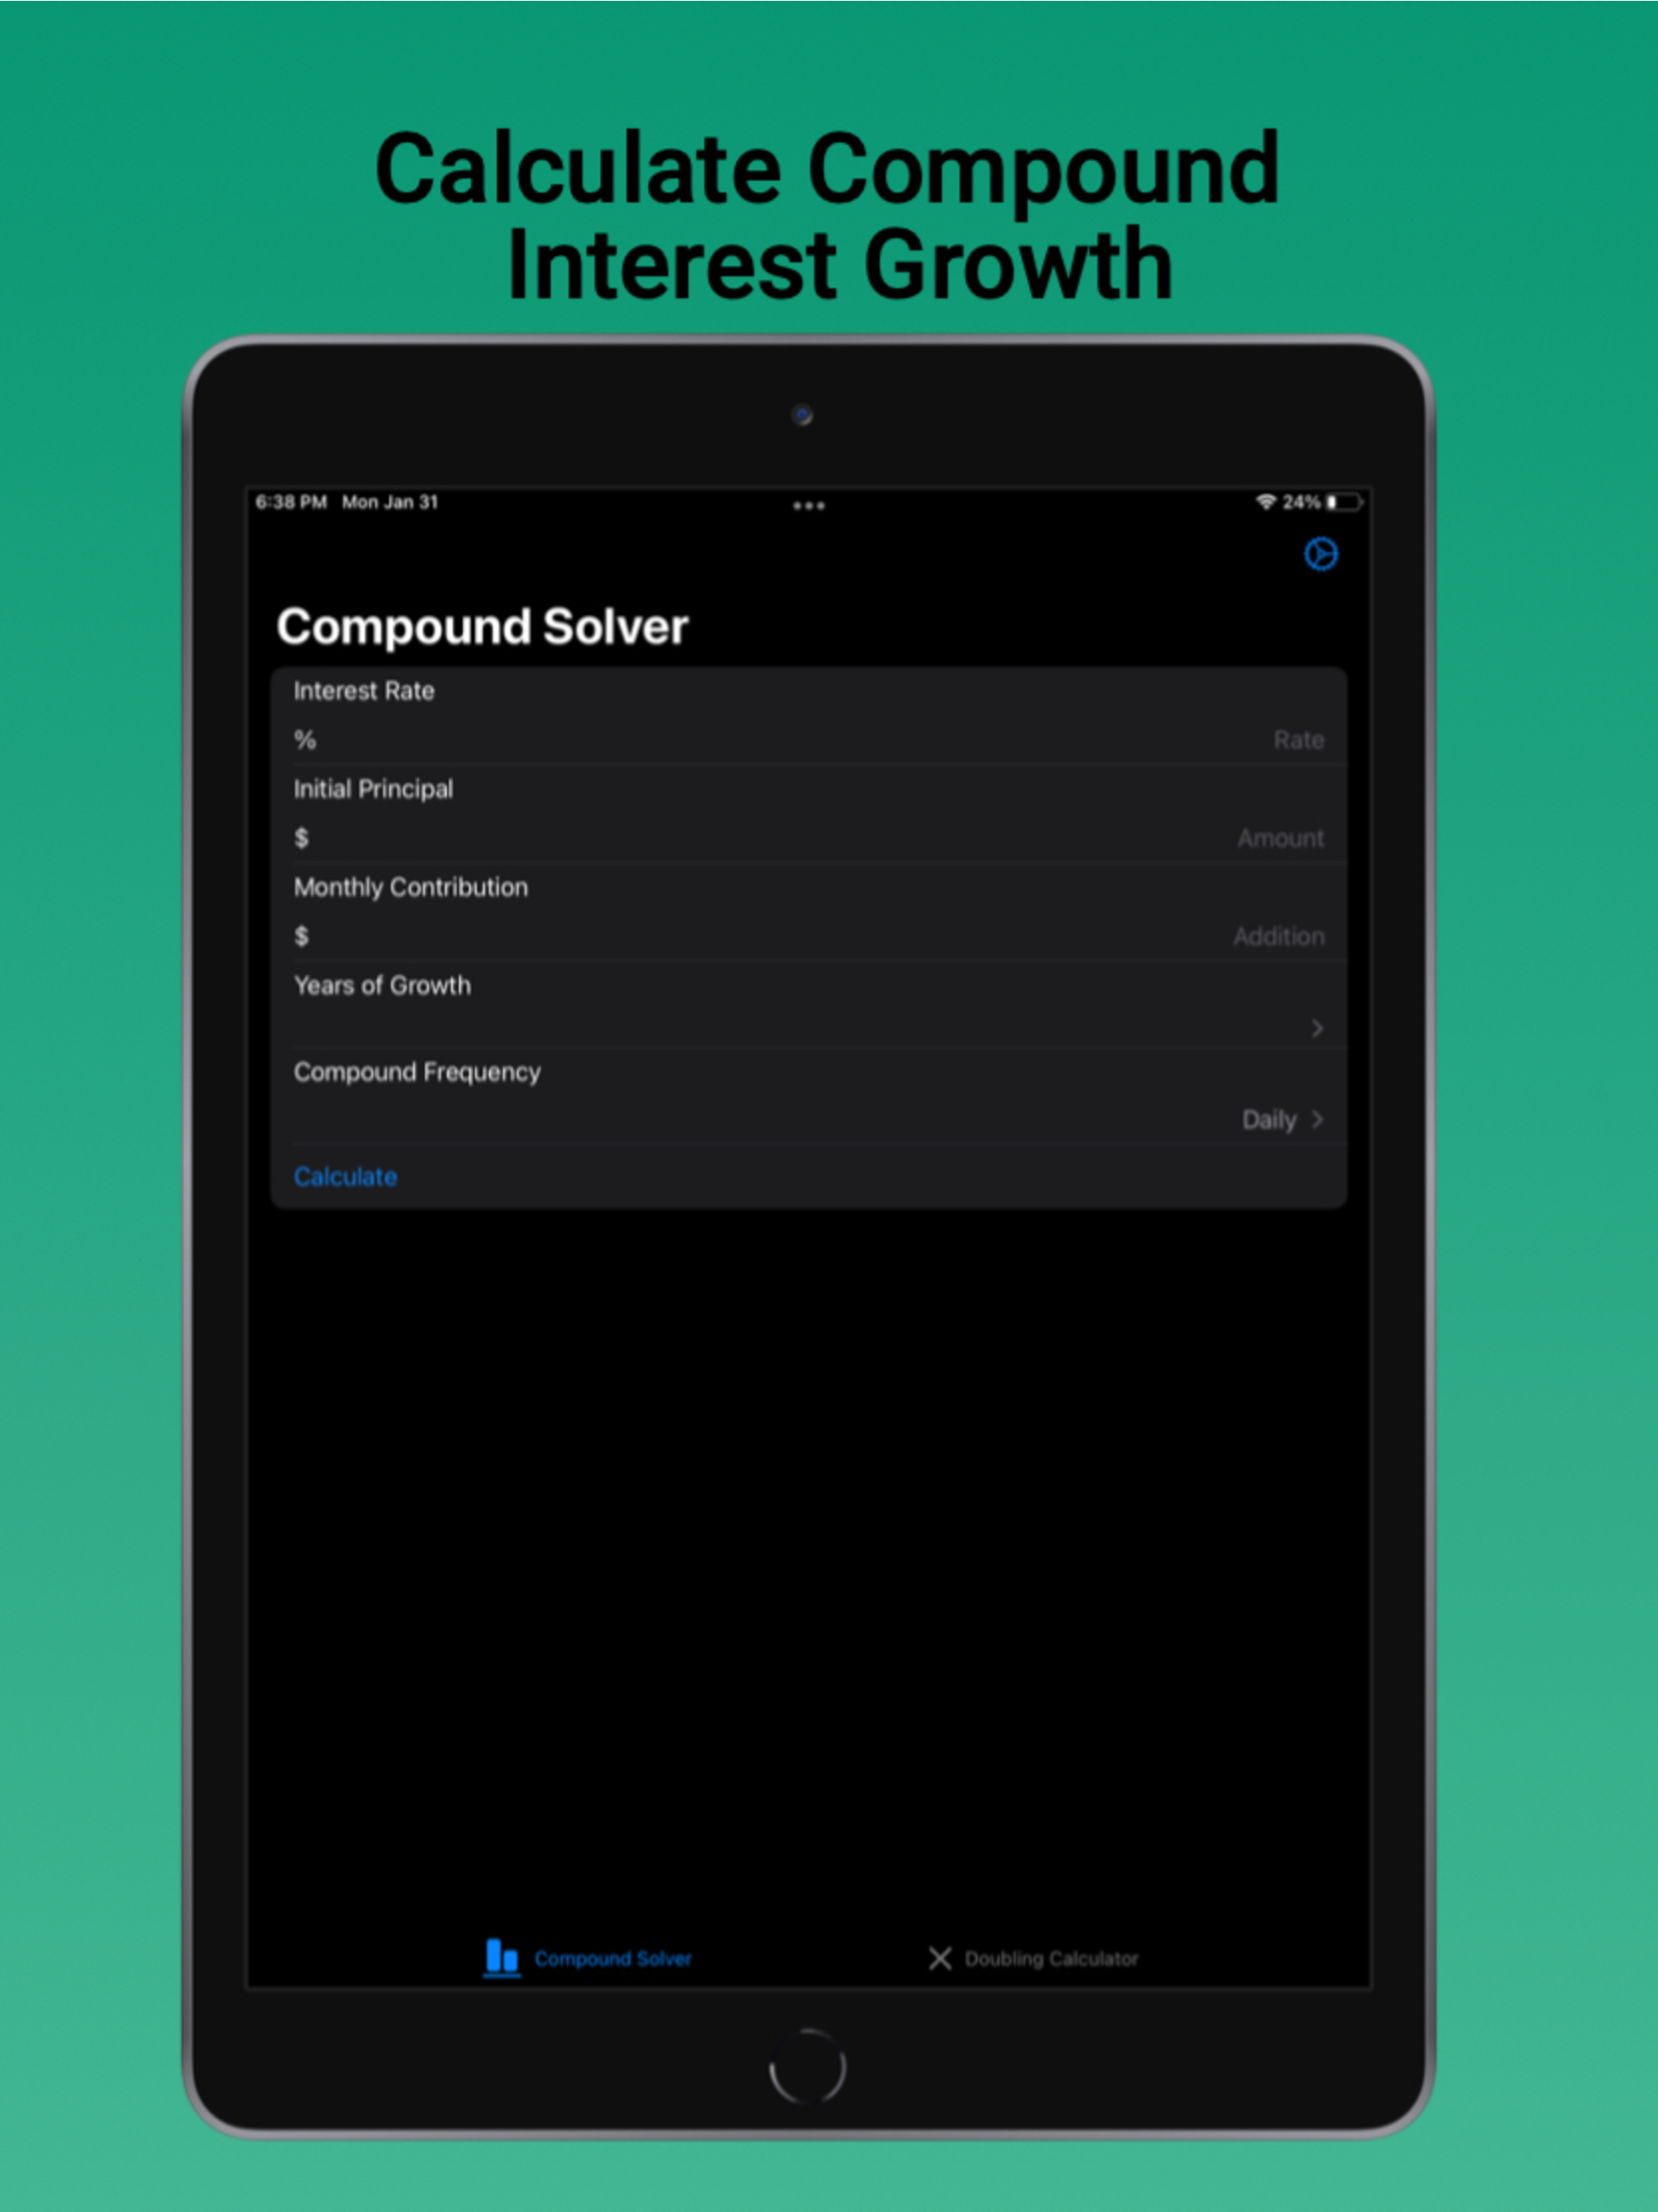 Calculate Compound
Interest Growth
6:38 PM Mon Jan 31
24%
Compound Solver
Interest Rate
% Rate
Initial Principal
$ Amount
Monthly Contribution
$ Addition
Years of Growth
Compound Frequency
Daily
Calculate
Compound Solver Doubling Calculator